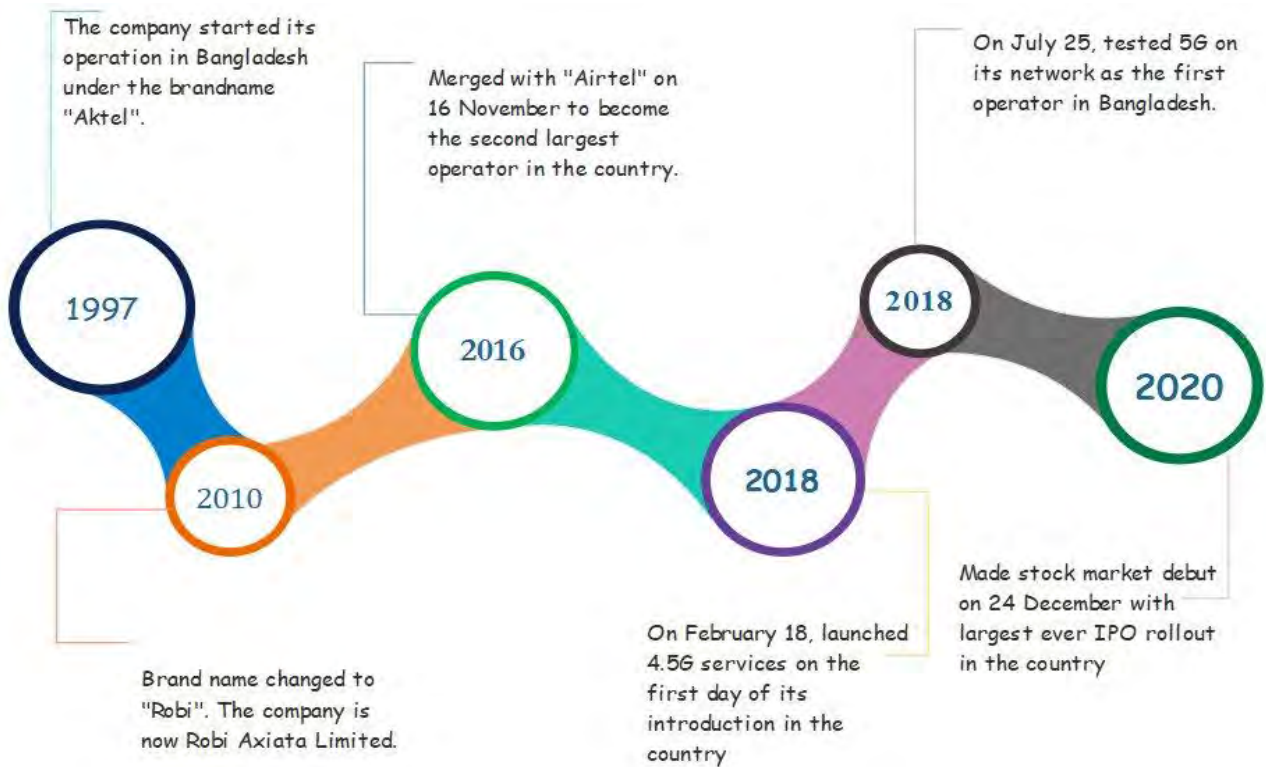 The company started its
operation in Bangladesh
under the brandname
"Aktel".
Merged with "Airtel" on
16 November to become
the second largest
operator in the country.
On July 25, tested 5G on
its network as the first
operator in Bangladesh.
1997
2010
2016
2018
2018
2020
Brand name changed to
"Robi". The company is
now Robi Axiata Limited.
On February 18, launched
4.5G services on the
first day of its
introduction in the
country
Made stock market debut
on 24 December with
largest ever IPO rollout
in the country